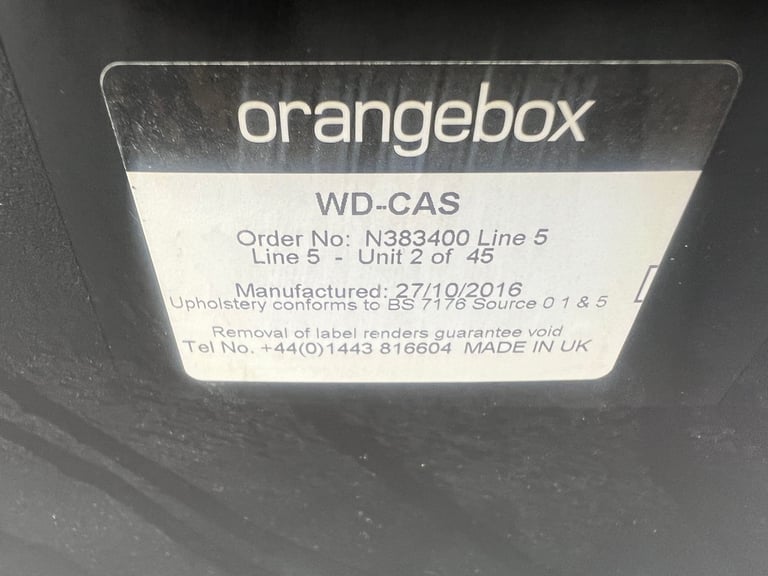 orangebox
WD-CAS
Order No: N383400 Line 5
Line 5 - Unit 2 of 45
Manufactured: 27/10/2016
Upholstery conforms to BS 7176 Source 0 1 & 5
Removal of label renders guarantee void
Tel No. +44(0)1443 816604 MADE IN UK